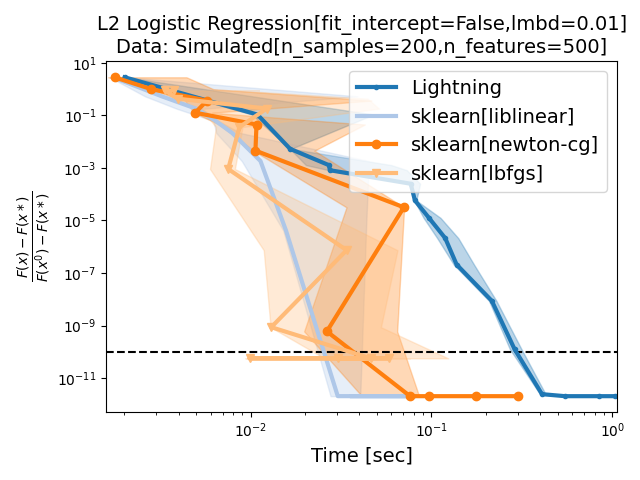 L2 Logistic Regression[fit_intercept=False,lmbd=0.01]
Data: Simulated[n_samples=200,n_features=500]
10^1
10^-1
10^-3
10^-5
10^-7
10^-9
10^-11
F(x) − F(x*)
F(x^0) − F(x*)
Lightning
sklearn[liblinear]
sklearn[newton-cg]
sklearn[lbfgs]
10^-2
10^-1
10^0
Time [sec]